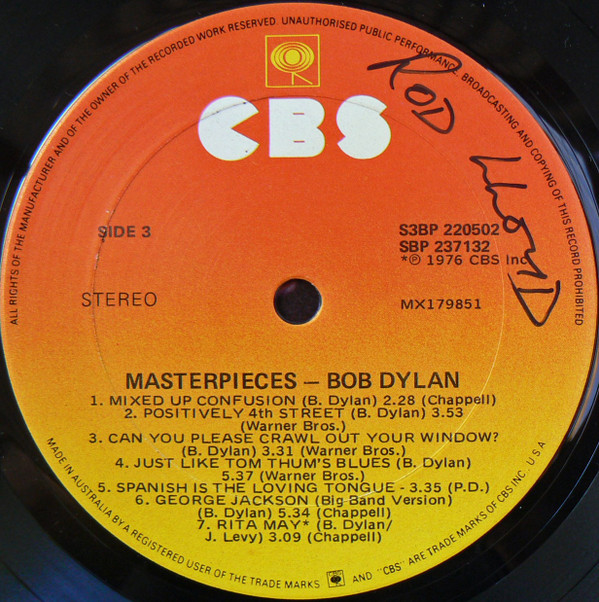 ALL RIGHTS OF THE MANUFACTURER AND OF THE OWNER OF THE RECORDED WORK RESERVED. UNAUTHORISED PUBLIC PERFORMANCE, BROADCASTING AND COPYING OF THIS RECORD PROHIBITED
CBS
ROD
SIDE 3
S3BP 220502
SBP 237132
*Ⓟ 1976 CBS Inc
STEREO
MX179851
MASTERPIECES – BOB DYLAN
1. MIXED UP CONFUSION (B. Dylan) 2.28 (Chappell)
2. POSITIVELY 4th STREET (B. Dylan) 3.53
(Warner Bros.)
3. CAN YOU PLEASE CRAWL OUT YOUR WINDOW?
(B. Dylan) 3.31 (Warner Bros.)
4. JUST LIKE TOM THUM'S BLUES (B. Dylan)
5.37 (Warner Bros.)
5. SPANISH IS THE LOVING TONGUE - 3.35 (P.D.)
6. GEORGE JACKSON (Big Band Version)
(B. Dylan) 5.34 (Chappell)
7. RITA MAY* (B. Dylan/
J. Levy) 3.09 (Chappell)
MADE IN AUSTRALIA BY A REGISTERED USER OF THE TRADE MARKS CBS AND "CBS" ARE TRADE MARKS OF CBS INC. U.S.A